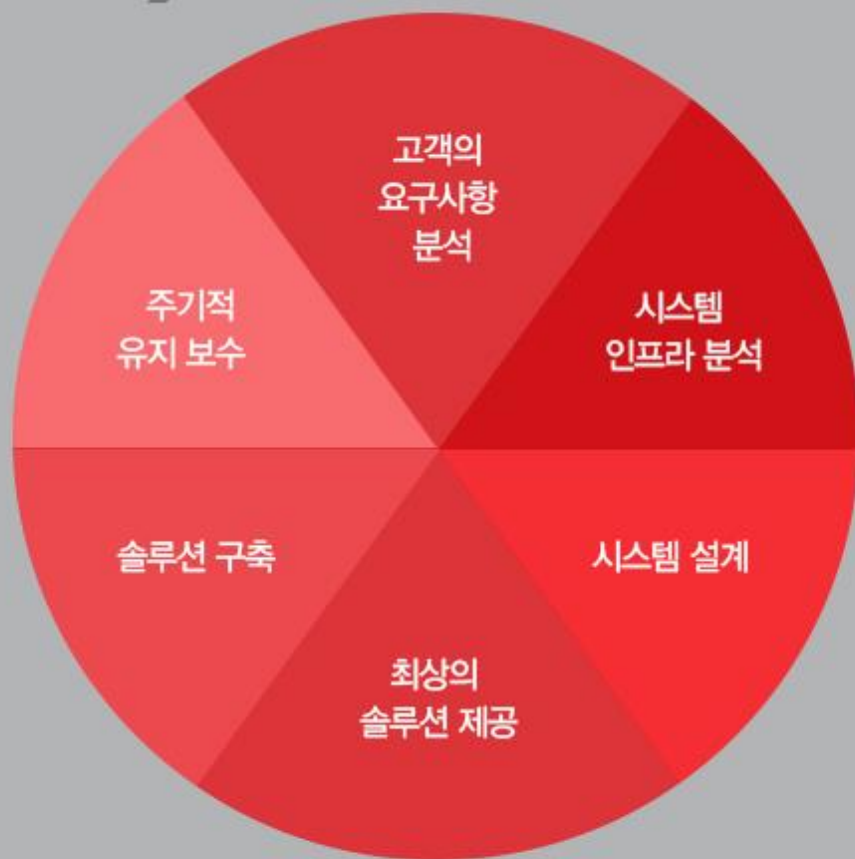 고객의
요구사항
분석
시스템
인프라 분석
시스템 설계
최상의
솔루션 제공
솔루션 구축
주기적
유지 보수